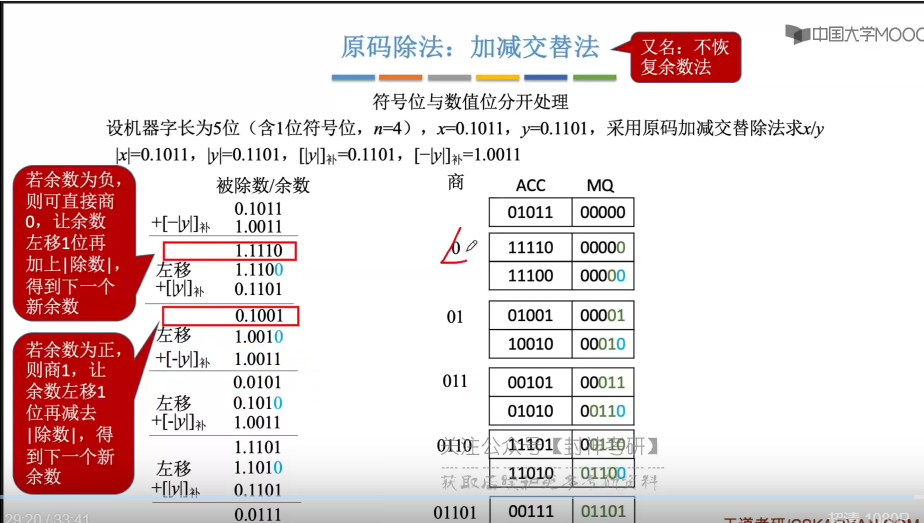 原码除法：加减交替法
又名：不恢
复余数法
中国大学MOOC
符号位与数值位分开处理
设机器字长为5位（含1位符号位，n=4），x=0.1011，y=0.1101，采用原码加减交替除法求x/y
|x|=0.1011，|y|=0.1101，[|y|]补=0.1101，[−|y|]补=1.0011
若余数为负，
则可直接商
0，让余数
左移1位再
加上|除数|，
得到下一个
新余数
若余数为正，
则商1，让
余数左移1
位再减去
|除数|，得
到下一个新
余数
被除数/余数 商 ACC MQ
0.1011 01011 00000
+[−|y|]补 1.0011
1.1110 0 11110 00000
左移 1.1100 11100 00000
+[|y|]补 0.1101
0.1001 01 01001 00001
左移 1.0010 10010 00010
+[-|y|]补 1.0011
0.0101 011 00101 00011
左移 0.1010 01010 00110
+[-|y|]补 1.0011
1.1101 0110 11101 00110
左移 1.1010 11010 01100
+[|y|]补 0.1101
0.0111 01101 00111 01101
关注公众号【封神考研】
29:20 / 33:41
超清 1080P